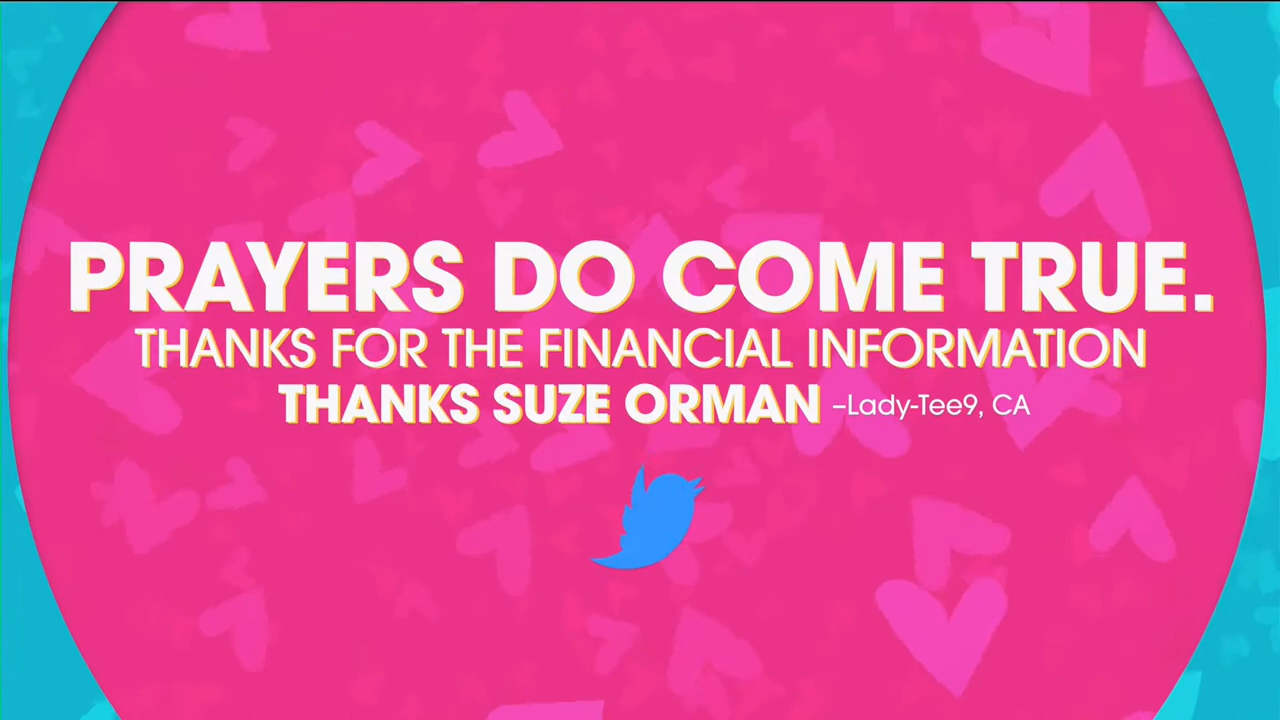 PRAYERS DO COME TRUE.
THANKS FOR THE FINANCIAL INFORMATION
THANKS SUZE ORMAN –Lady-Tee9, CA